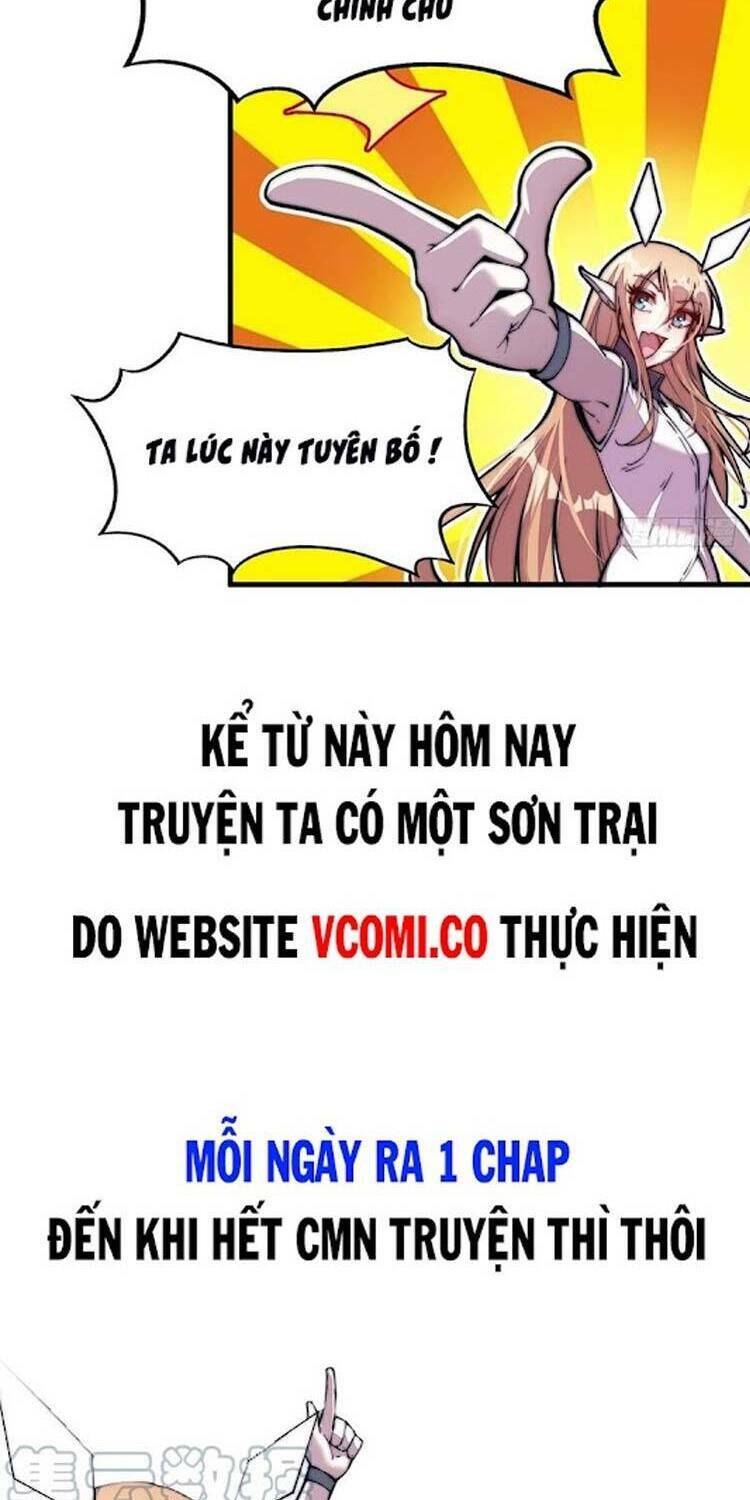 CHÍNH CHỦ
TA LÚC NÀY TUYÊN BỐ !
KỂ TỪ NÀY HÔM NAY
TRUYỆN TA CÓ MỘT SƠN TRẠI
DO WEBSITE VCOMI.CO THỰC HIỆN
MỖI NGÀY RA 1 CHAP
ĐẾN KHI HẾT CMN TRUYỆN THÌ THÔI